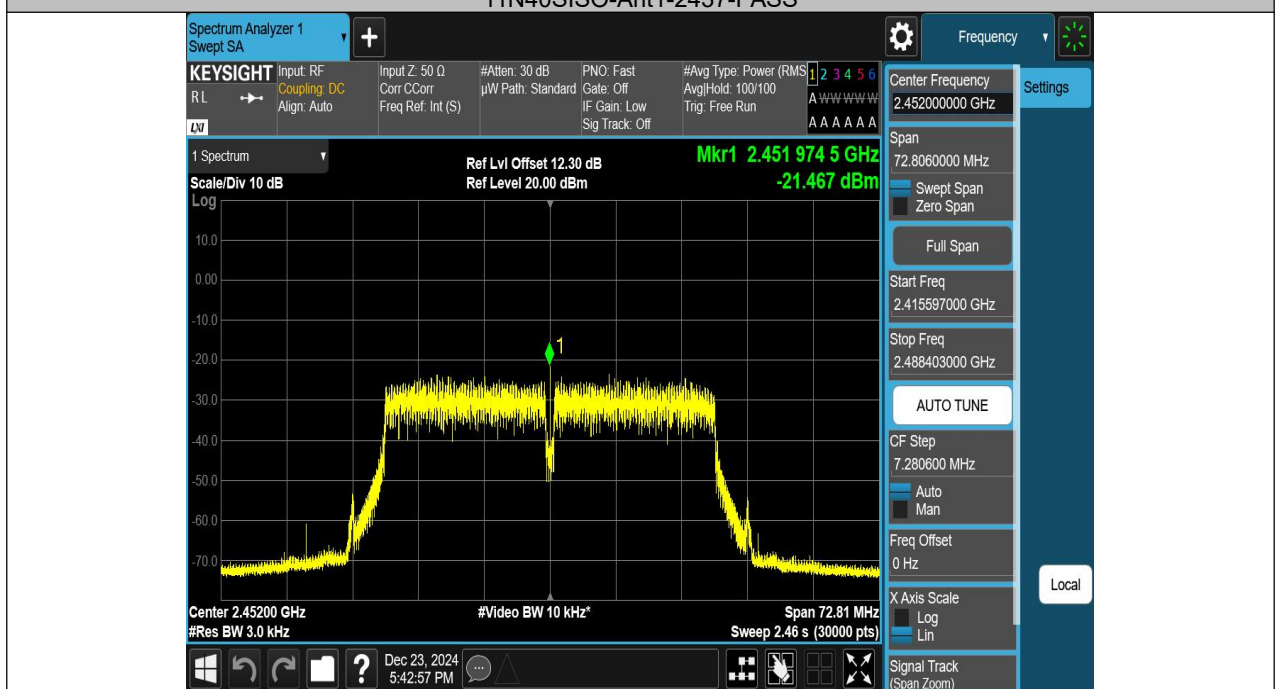 11N40SISO-Ant1-2437-PASS
Spectrum Analyzer 1
Swept SA
Frequency
KEYSIGHT
RL
LXI
Input: RF
Coupling: DC
Align: Auto
Input Z: 50 Ω
Corr CCorr
Freq Ref: Int (S)
#Atten: 30 dB
µW Path: Standard
PNO: Fast
Gate: Off
IF Gain: Low
Sig Track: Off
#Avg Type: Power (RMS
Avg|Hold: 100/100
Trig: Free Run
1 2 3 4 5 6
A W W W W W
A A A A A A
1 Spectrum
Scale/Div 10 dB
Log
Ref Lvl Offset 12.30 dB
Ref Level 20.00 dBm
Mkr1 2.451 974 5 GHz
-21.467 dBm
10.0
0.00
-10.0
-20.0
-30.0
-40.0
-50.0
-60.0
-70.0
1
Center 2.45200 GHz
#Res BW 3.0 kHz
#Video BW 10 kHz*
Span 72.81 MHz
Sweep 2.46 s (30000 pts)
Dec 23, 2024
5:42:57 PM
Center Frequency
2.452000000 GHz
Span
72.8060000 MHz
Swept Span
Zero Span
Full Span
Start Freq
2.415597000 GHz
Stop Freq
2.488403000 GHz
AUTO TUNE
CF Step
7.280600 MHz
Auto
Man
Freq Offset
0 Hz
X Axis Scale
Log
Lin
Signal Track
(Span Zoom)
Settings
Local